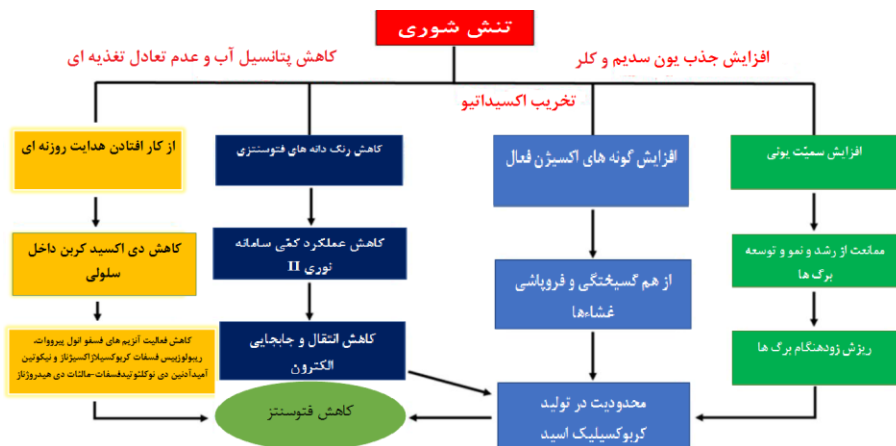 تنش شوری
افزایش جذب یون سدیم و کلر
کاهش پتانسیل آب و عدم تعادل تغذیه ای
تخریب اکسیداتیو
افزایش سمیّت یونی
ممانعت از رشد و نمو و توسعه
برگ ها
ریزش زودهنگام برگ ها
افزایش گونه های اکسیژن فعال
از هم گسیختگی و فروپاشی
غشاءها
محدودیت در تولید
کربوکسیلیک اسید
کاهش رنگ دانه های فتوسنتزی
کاهش عملکرد کمّی سامانه
نوری II
کاهش انتقال و جابجایی
الکترون
از کار افتادن هدایت روزنه ای
کاهش دی اکسید کربن داخل
سلولی
کاهش فعالیت آنزیم های فسفو انول پیرووات،
ریبولوزبیس فسفات کربوکسیلازاکسیژناز و نیکوتین
آمیدآدنین دی نوکلئوتیدفسفات-مالتات دی هیدروژناز
کاهش فتوسنتز